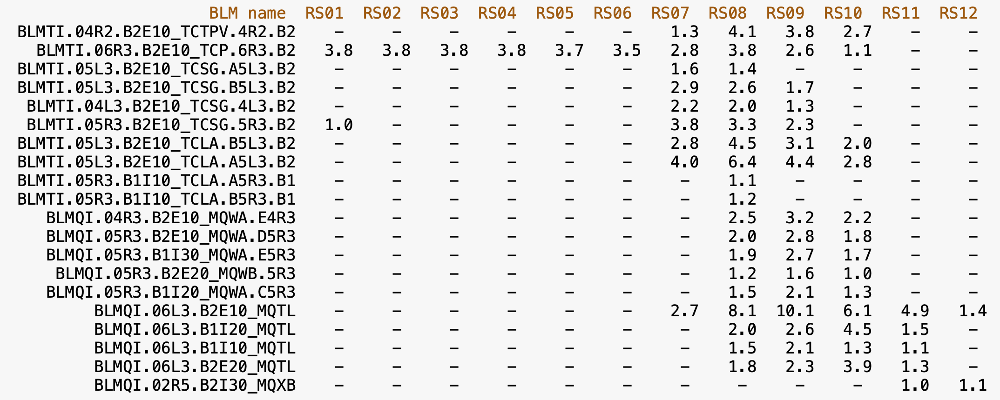 BLM name RS01 RS02 RS03 RS04 RS05 RS06 RS07 RS08 RS09 RS10 RS11 RS12
BLMTI.04R2.B2E10_TCTPV.4R2.B2 – – – – – – 1.3 4.1 3.8 2.7 – –
BLMTI.06R3.B2E10_TCP.6R3.B2 3.8 3.8 3.8 3.8 3.7 3.5 2.8 3.8 2.6 1.1 – –
BLMTI.05L3.B2E10_TCSG.A5L3.B2 – – – – – – 1.6 1.4 – – – –
BLMTI.05L3.B2E10_TCSG.B5L3.B2 – – – – – – 2.9 2.6 1.7 – – –
BLMTI.04L3.B2E10_TCSG.4L3.B2 – – – – – – 2.2 2.0 1.3 – – –
BLMTI.05R3.B2E10_TCSG.5R3.B2 1.0 – – – – – 3.8 3.3 2.3 – – –
BLMTI.05L3.B2E10_TCLA.B5L3.B2 – – – – – – 2.8 4.5 3.1 2.0 – –
BLMTI.05L3.B2E10_TCLA.A5L3.B2 – – – – – – 4.0 6.4 4.4 2.8 – –
BLMTI.05R3.B1I10_TCLA.A5R3.B1 – – – – – – – 1.1 – – – –
BLMTI.05R3.B1I10_TCLA.B5R3.B1 – – – – – – – 1.2 – – – –
BLMQI.04R3.B2E10_MQWA.E4R3 – – – – – – – 2.5 3.2 2.2 – –
BLMQI.05R3.B2E10_MQWA.D5R3 – – – – – – – 2.0 2.8 1.8 – –
BLMQI.05R3.B1I30_MQWA.E5R3 – – – – – – – 1.9 2.7 1.7 – –
BLMQI.05R3.B2E20_MQWB.5R3 – – – – – – – 1.2 1.6 1.0 – –
BLMQI.05R3.B1I20_MQWA.C5R3 – – – – – – – 1.5 2.1 1.3 – –
BLMQI.06L3.B2E10_MQTL – – – – – – 2.7 8.1 10.1 6.1 4.9 1.4
BLMQI.06L3.B1I20_MQTL – – – – – – – 2.0 2.6 4.5 1.5 –
BLMQI.06L3.B1I10_MQTL – – – – – – – 1.5 2.1 1.3 1.1 –
BLMQI.06L3.B2E20_MQTL – – – – – – – 1.8 2.3 3.9 1.3 –
BLMQI.02R5.B2I30_MQXB – – – – – – – – – – 1.0 1.1